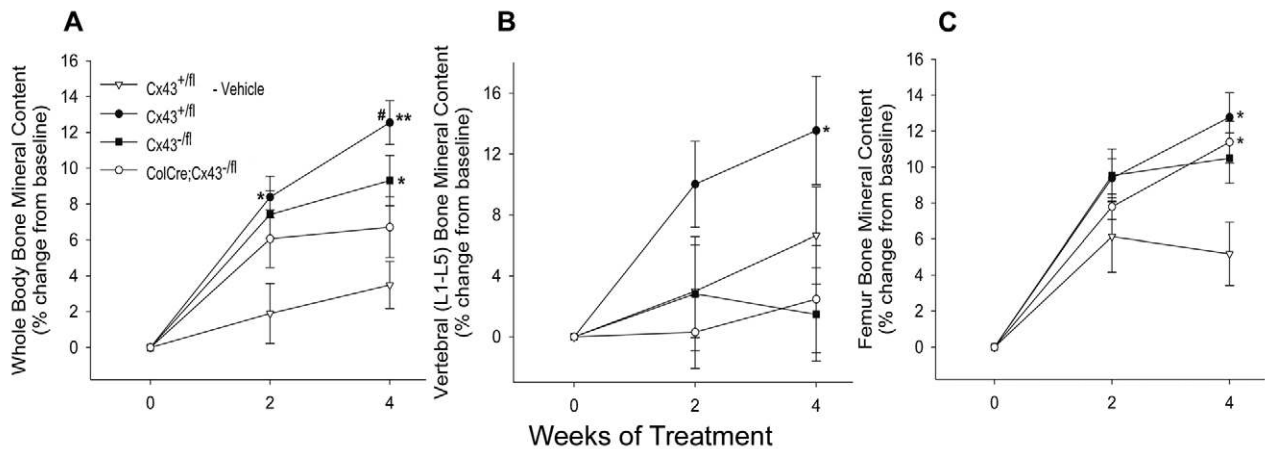 A
Whole Body Bone Mineral Content
(% change from baseline)
16
14
12
10
8
6
4
2
0
Cx43+/fl - Vehicle
Cx43+/fl
Cx43-/fl
ColCre;Cx43-/fl
*
#
**
*
0
2
4
B
Vertebral (L1-L5) Bone Mineral Content
(% change from baseline)
16
12
8
4
0
*
0
2
4
C
Femur Bone Mineral Content
(% change from baseline)
16
14
12
10
8
6
4
2
0
*
*
0
2
4
Weeks of Treatment